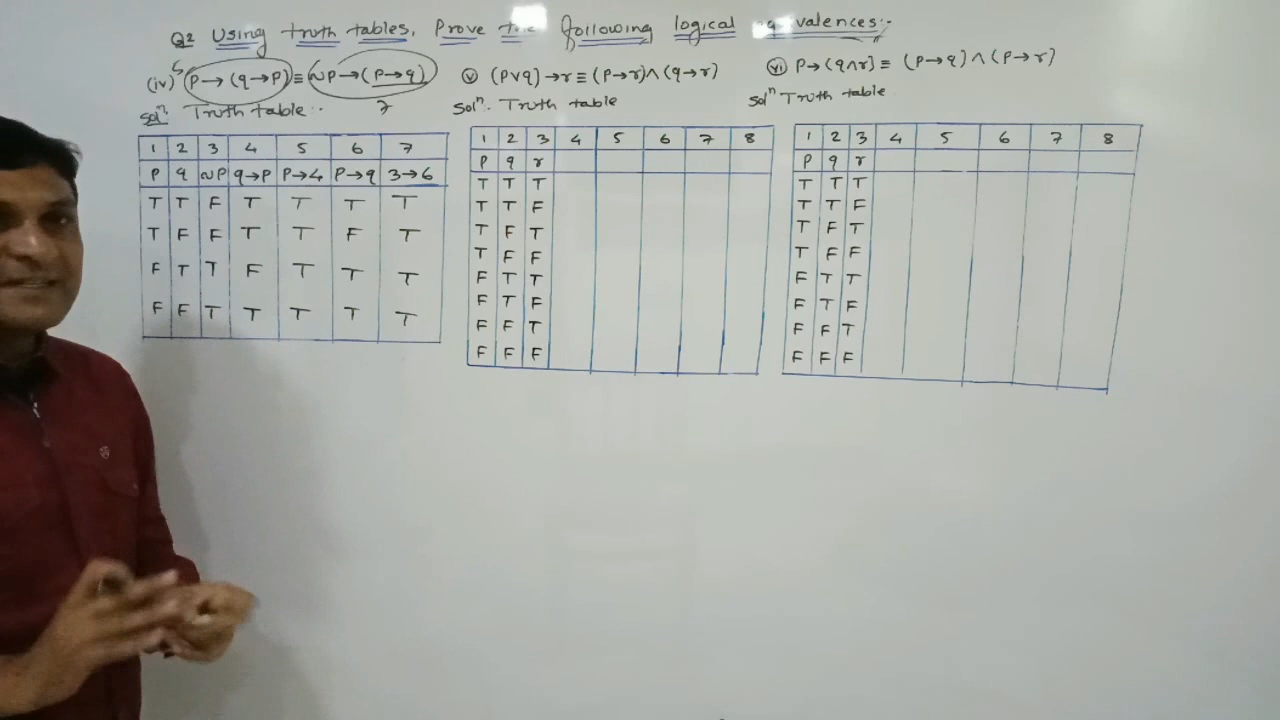 Q2 Using truth tables, Prove the following logical equivalences:-
(iv) P→(q→P)≡∼P→(P→q)
5
7
Solⁿ: Truth table:-
1 2 3 4 5 6 7
P q ∼P q→P P→4 P→q 3→6
T T F T T T T
T F F T T F T
F T T F T T T
F F T T T T T
(v) (P∨q)→r≡(P→r)∧(q→r)
Solⁿ. Truth table
1 2 3 4 5 6 7 8
P q r
T T T
T T F
T F T
T F F
F T T
F T F
F F T
F F F
(vi) P→(q∧r)≡(P→q)∧(P→r)
Solⁿ Truth table
1 2 3 4 5 6 7 8
P q r
T T T
T T F
T F T
T F F
F T T
F T F
F F T
F F F